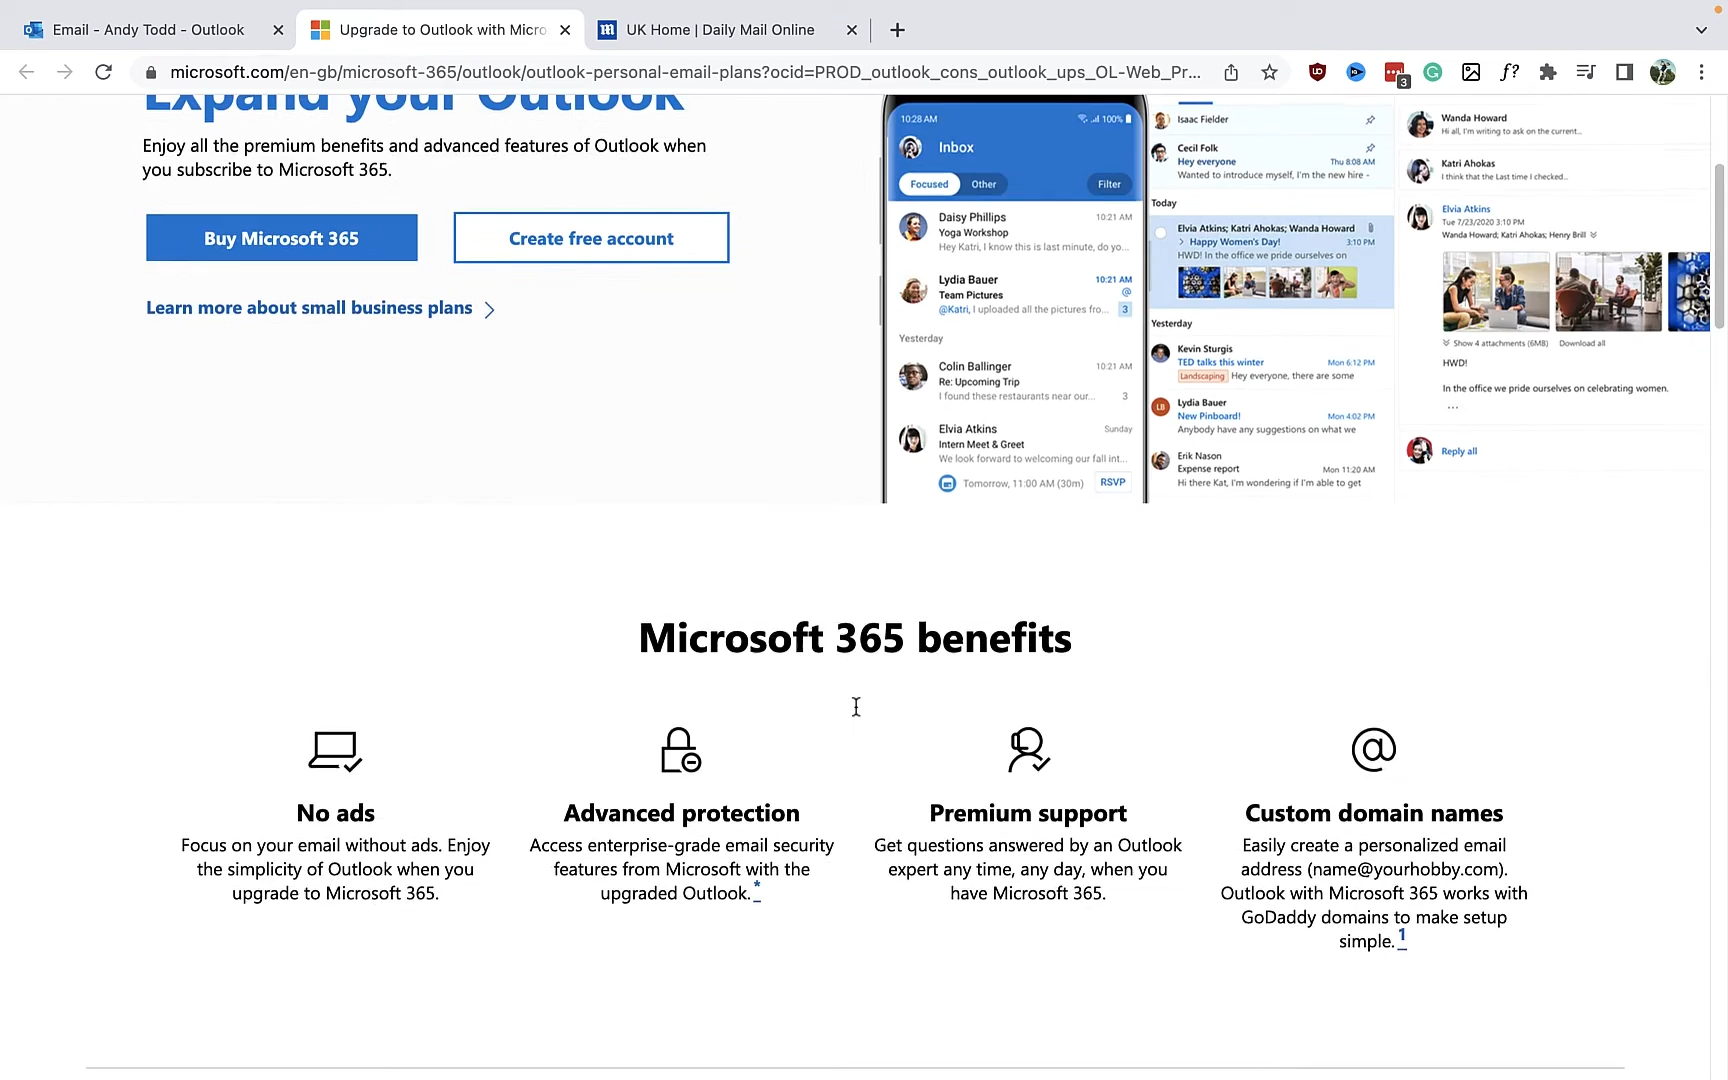 Email - Andy Todd - Outlook
Upgrade to Outlook with Micro
UK Home | Daily Mail Online
microsoft.com/en-gb/microsoft-365/outlook/outlook-personal-email-plans?ocid=PROD_outlook_cons_outlook_ups_OL-Web_Pr...
3
Expand your Outlook
Enjoy all the premium benefits and advanced features of Outlook when
you subscribe to Microsoft 365.
Buy Microsoft 365
Create free account
Learn more about small business plans
10:28 AM
100%
Inbox
Focused
Other
Filter
Daisy Phillips
10:21 AM
Yoga Workshop
Hey Katri, I know this is last minute, do yo...
Lydia Bauer
10:21 AM
Team Pictures
@
@Katri, I uploaded all the pictures fro...
3
Yesterday
Colin Ballinger
10:21 AM
Re: Upcoming Trip
I found these restaurants near our...
3
Elvia Atkins
Sunday
Intern Meet & Greet
We look forward to welcoming our fall int...
Tomorrow, 11:00 AM (30m)
RSVP
Isaac Fielder
Cecil Folk
Hey everyone
Thu 8:08 AM
Wanted to introduce myself, I'm the new hire -
Today
Elvia Atkins; Katri Ahokas; Wanda Howard
> Happy Women's Day!
3:10 PM
HWD! In the office we pride ourselves on
Yesterday
Kevin Sturgis
TED talks this winter
Mon 6:12 PM
Landscaping
Hey everyone, there are some
LB
Lydia Bauer
New Pinboard!
Mon 4:02 PM
Anybody have any suggestions on what we
Erik Nason
Expense report
Mon 11:20 AM
Hi there Kat, I'm wondering if I'm able to get
Wanda Howard
Hi all, I'm writing to ask on the current...
Katri Ahokas
I think that the Last time I checked...
Elvia Atkins
Tue 7/23/2020 3:10 PM
Wanda Howard; Katri Ahokas; Henry Brill
Show 4 attachments (6MB)
Download all
HWD!
In the office we pride ourselves on celebrating women.
...
Reply all
Microsoft 365 benefits
No ads
Focus on your email without ads. Enjoy
the simplicity of Outlook when you
upgrade to Microsoft 365.
Advanced protection
Access enterprise-grade email security
features from Microsoft with the
upgraded Outlook.*
Premium support
Get questions answered by an Outlook
expert any time, any day, when you
have Microsoft 365.
@
Custom domain names
Easily create a personalized email
address (name@yourhobby.com).
Outlook with Microsoft 365 works with
GoDaddy domains to make setup
simple.1